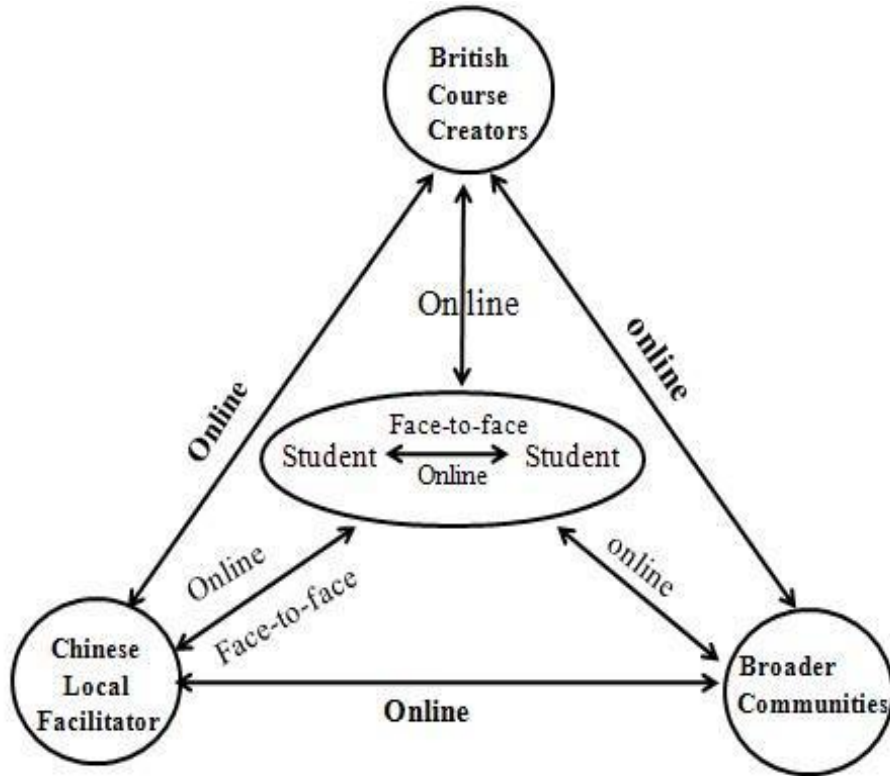 British
Course
Creators
Online
online
Online
Face-to-face
Student Student
Online
Online
Face-to-face
online
Chinese
Local
Facilitator
Broader
Communities
Online